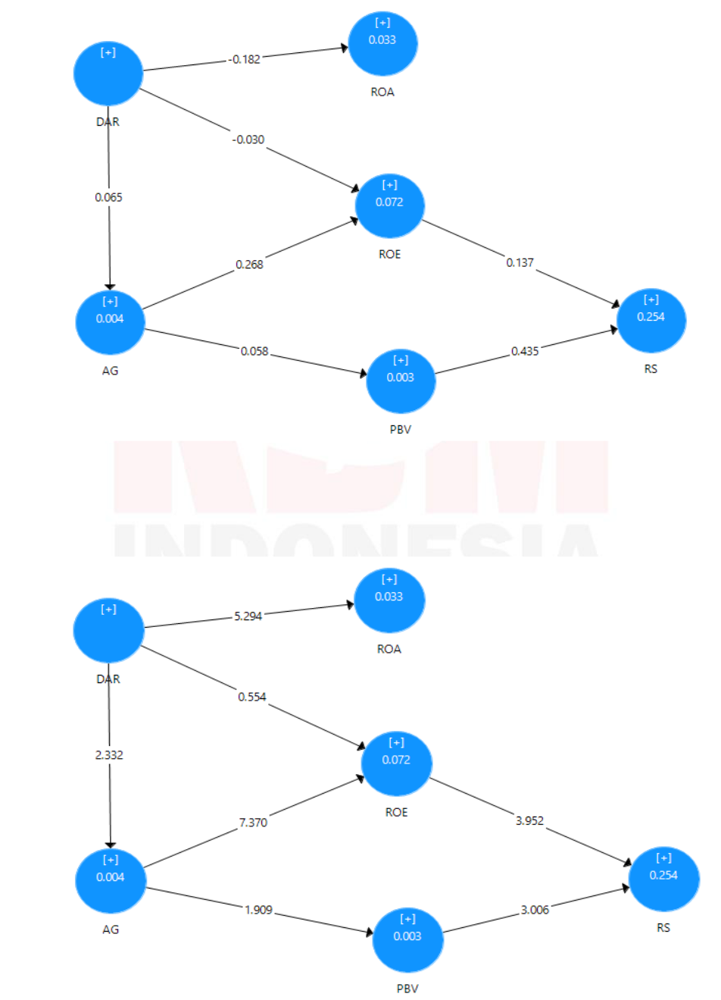 [+]
0.033
ROA
[+]
DAR
-0.182
-0.030
0.065
[+]
0.072
ROE
0.268
0.137
[+]
0.004
AG
0.058
[+]
0.003
PBV
0.435
[+]
0.254
RS
INDONESIA
[+]
0.033
ROA
[+]
DAR
5.294
0.554
2.332
[+]
0.072
ROE
7.370
3.952
[+]
0.004
AG
1.909
[+]
0.003
PBV
3.006
[+]
0.254
RS